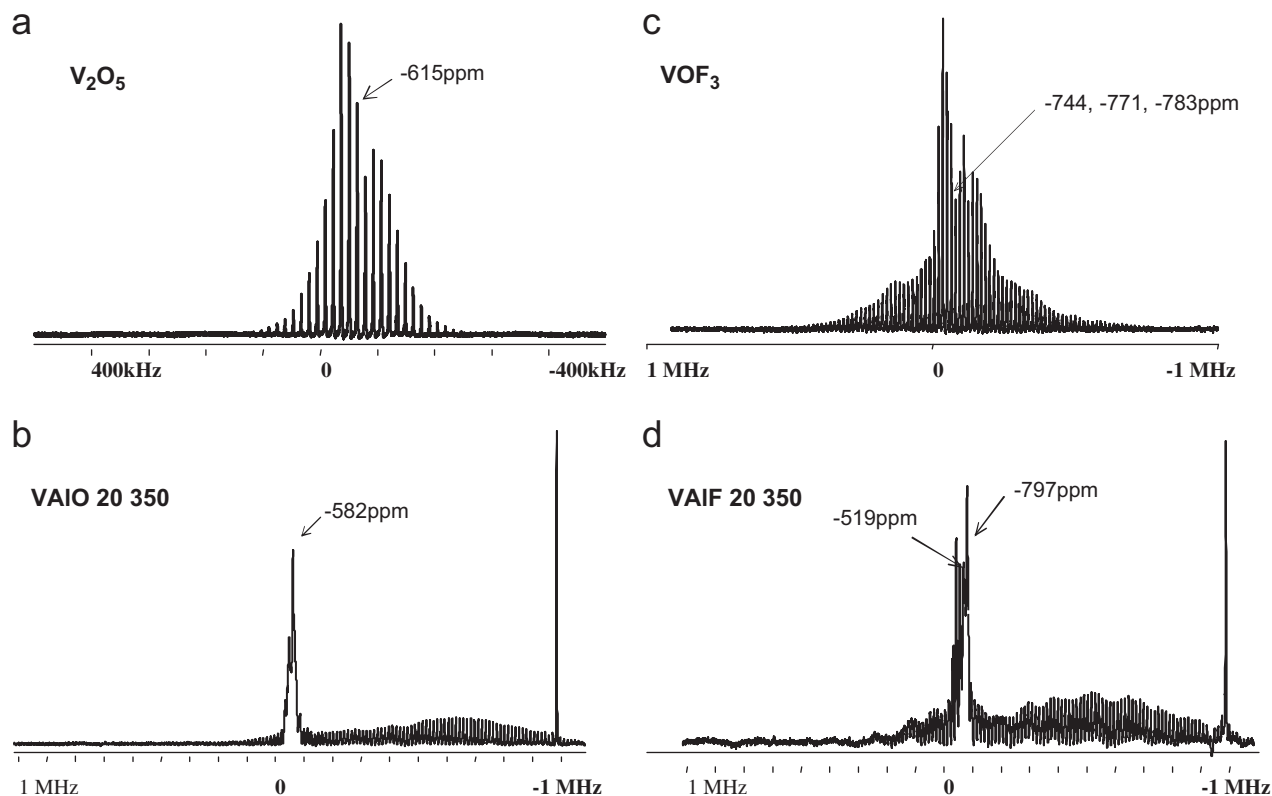 a
V₂O₅
-615ppm
400kHz 0 -400kHz
c
VOF₃
-744, -771, -783ppm
1 MHz 0 -1 MHz
b
VAlO 20 350
-582ppm
1 MHz 0 -1 MHz
d
VAlF 20 350
-797ppm
-519ppm
1 MHz 0 -1 MHz